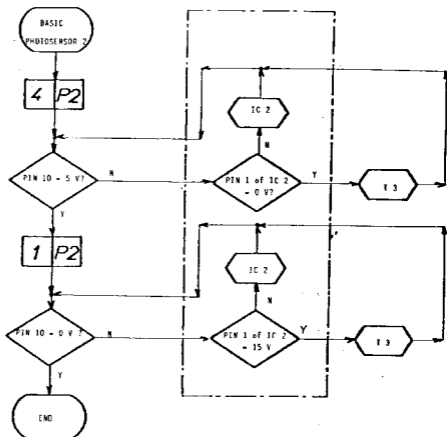 BASIC
PHOTOSENSOR 2
4 P2
IC 2
N
PIN 10 = 5 V?
N
PIN 1 of IC 2
= 0 V?
Y
T 3
Y
1 P2
IC 2
N
PIN 10 = 0 V?
N
PIN 1 of IC 2
= 15 V
Y
T 3
Y
END